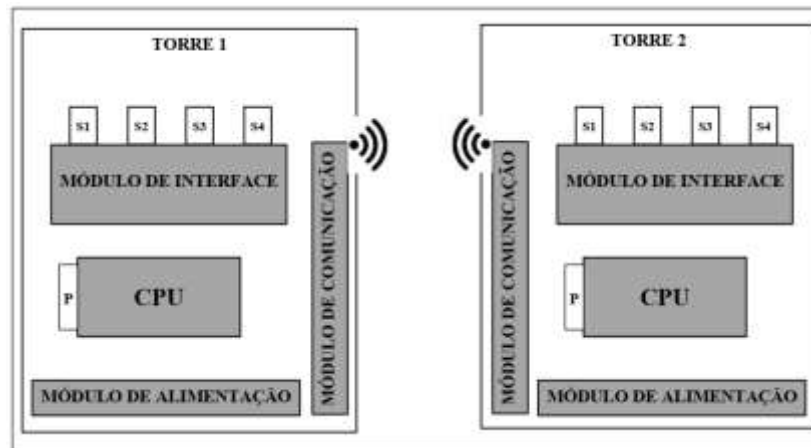 TORRE 1
S1 S2 S3 S4
MÓDULO DE INTERFACE
MÓDULO DE COMUNICAÇÃO
P
CPU
MÓDULO DE ALIMENTAÇÃO
TORRE 2
S1 S2 S3 S4
MÓDULO DE INTERFACE
MÓDULO DE COMUNICAÇÃO
P
CPU
MÓDULO DE ALIMENTAÇÃO